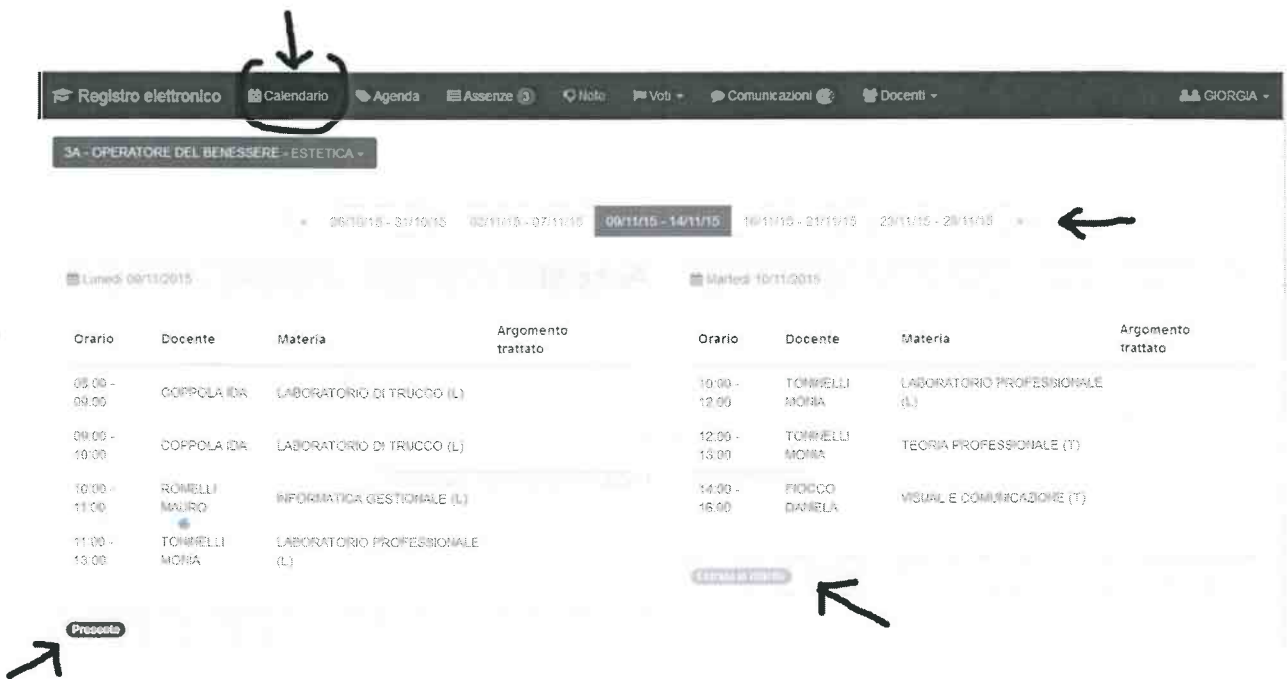 Registro elettronico Calendario Agenda Assenze 3 Note Voti Comunicazioni Docenti GIORGIA
3A - OPERATORE DEL BENESSERE - ESTETICA
« 26/10/15 - 31/10/15 02/11/15 - 07/11/15 09/11/15 - 14/11/15 16/11/15 - 21/11/15 23/11/15 - 28/11/15 »
Lunedì 09/11/2015
Orario Docente Materia Argomento trattato
08:00 - 09:00 COPPOLA IDA LABORATORIO DI TRUCCO (L)
09:00 - 10:00 COPPOLA IDA LABORATORIO DI TRUCCO (L)
10:00 - 11:00 ROMELLI MAURO INFORMATICA GESTIONALE (L)
11:00 - 13:00 TONINELLI MONIA LABORATORIO PROFESSIONALE (L)
Presente
Martedì 10/11/2015
Orario Docente Materia Argomento trattato
10:00 - 12:00 TONINELLI MONIA LABORATORIO PROFESSIONALE (L)
12:00 - 13:00 TONINELLI MONIA TEORIA PROFESSIONALE (T)
14:00 - 16:00 FIOCCO DANIELA VISUAL E COMUNICAZIONE (T)
Entrata in ritardo